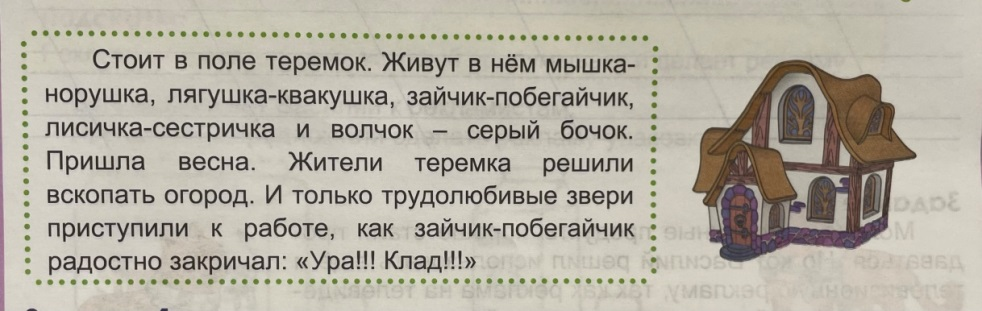 Стоит в поле теремок. Живут в нём мышка-
норушка, лягушка-квакушка, зайчик-побегайчик,
лисичка-сестричка и волчок – серый бочок.
Пришла весна. Жители теремка решили
вскопать огород. И только трудолюбивые звери
приступили к работе, как зайчик-побегайчик
радостно закричал: «Ура!!! Клад!!!»